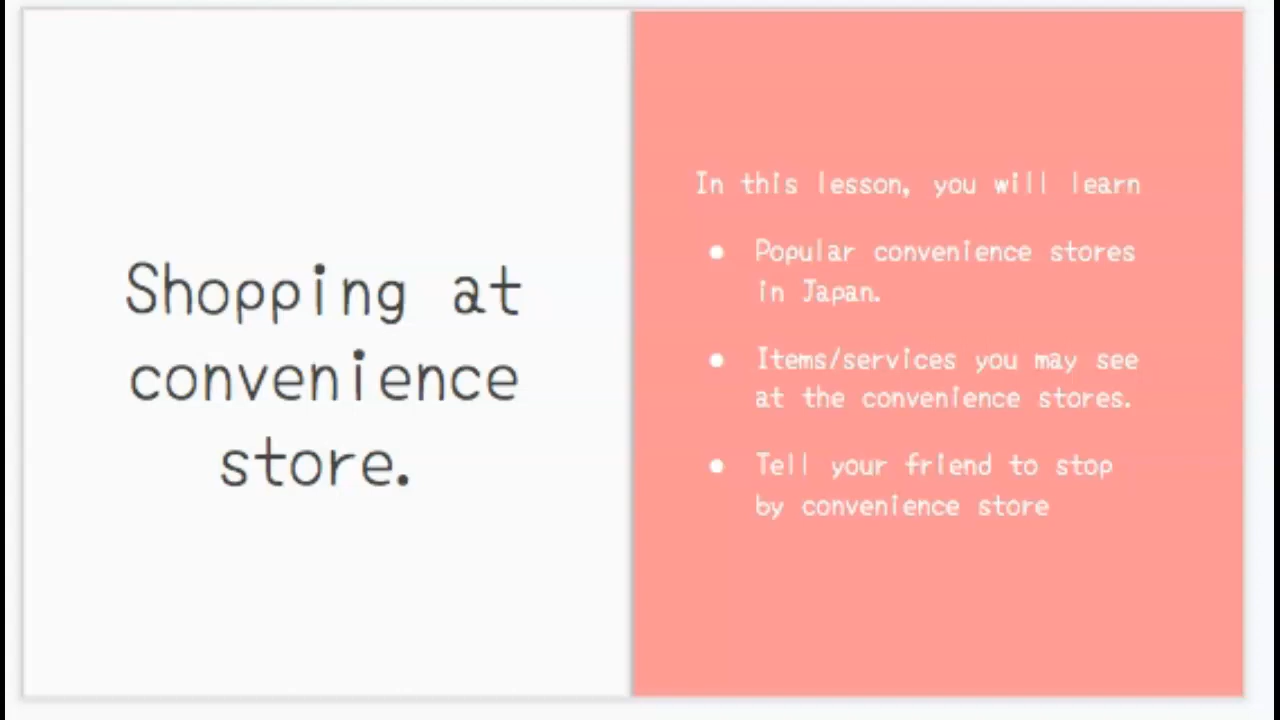 Shopping at
convenience
store.
In this lesson, you will learn
● Popular convenience stores
in Japan.
● Items/services you may see
at the convenience stores.
● Tell your friend to stop
by convenience store